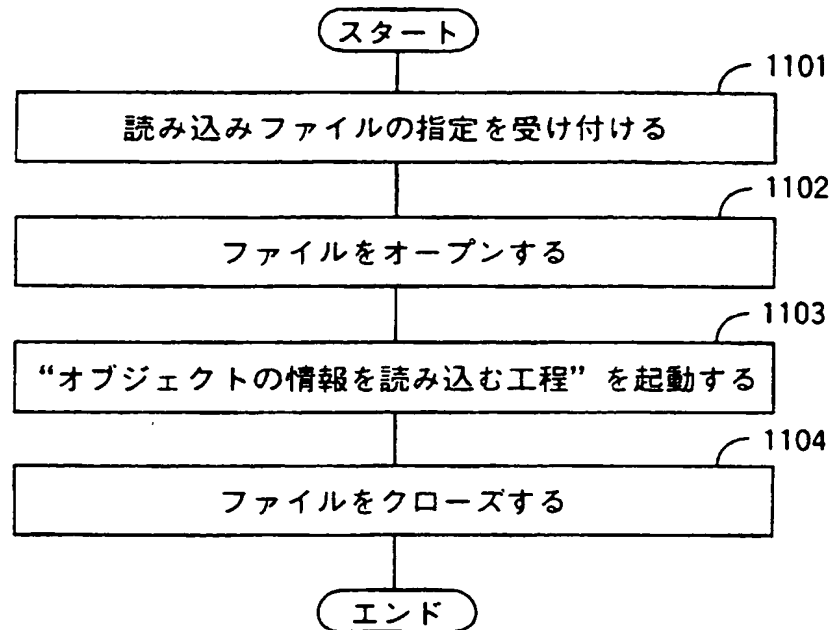 スタート
1101
読み込みファイルの指定を受け付ける
1102
ファイルをオープンする
1103
“オブジェクトの情報を読み込む工程”を起動する
1104
ファイルをクローズする
エンド